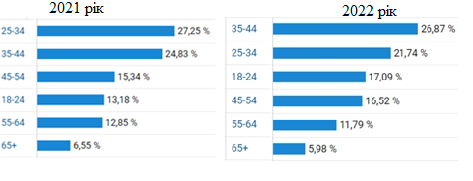 2021 рік
25-34 27,25 %
35-44 24,83 %
45-54 15,34 %
18-24 13,18 %
55-64 12,85 %
65+ 6,55 %
2022 рік
35-44 26,87 %
25-34 21,74 %
18-24 17,09 %
45-54 16,52 %
55-64 11,79 %
65+ 5,98 %